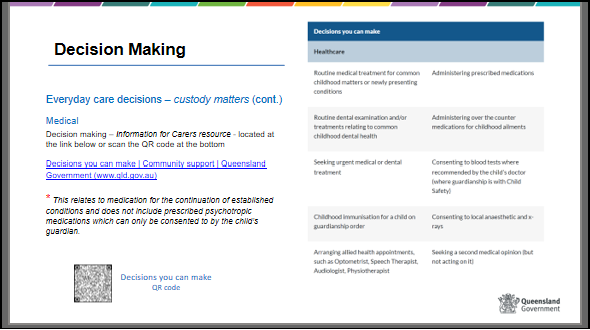 Decision Making
Everyday care decisions – custody matters (cont.)
Medical
Decision making – Information for Carers resource - located
at the link below or scan the QR code at the bottom
Decisions you can make | Community support | Queensland
Government (www.qld.gov.au)
* This relates to medication for the continuation of established
conditions and does not include prescribed psychotropic
medications which can only be consented to by the child's
guardian.
Decisions you can make
QR code
Decisions you can make
Healthcare
Routine medical treatment for common
childhood matters or newly presenting
conditions
Administering prescribed medications
Routine dental examination and/or
treatments relating to common
childhood dental health
Administering over the counter
medications for childhood ailments
Seeking urgent medical or dental
treatment
Consenting to blood tests where
recommended by the child's doctor
(where guardianship is with Child
Safety)
Childhood Immunisation for a child on
guardianship order
Consenting to local anaesthetic and x-
rays
Arranging allied health appointments,
such as Optometrist, Speech Therapist,
Audiologist, Physiotherapist
Seeking a second medical opinion (but
not acting on it)
Queensland
Government